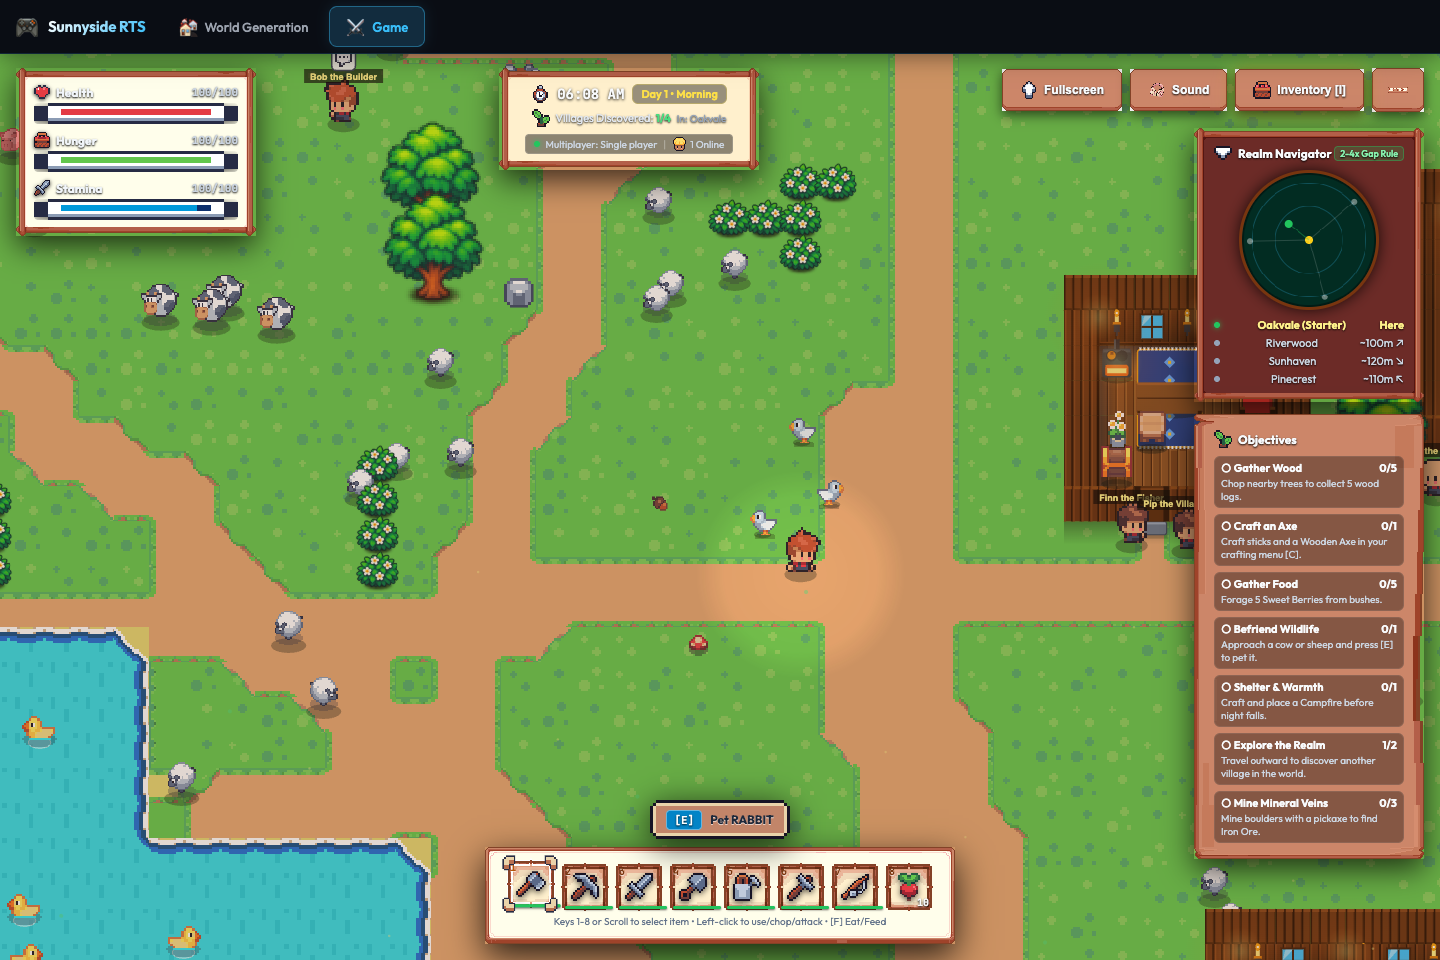 Sunnyside RTS
World Generation
Game
Health 100/100
Hunger 100/100
Stamina 100/100
Bob the Builder
06:08 AM Day 1 • Morning
Villages Discovered: 1/4 In: Oakvale
Multiplayer: Single player | 1 Online
Fullscreen
Sound
Inventory [I]
Realm Navigator 2-4x Gap Rule
Oakvale (Starter) Here
Riverwood ~100m ↗
Sunhaven ~120m ↘
Pinecrest ~110m ↖
Objectives
Gather Wood 0/5
Chop nearby trees to collect 5 wood
logs.
Craft an Axe 0/1
Craft sticks and a Wooden Axe in your
crafting menu [C].
Gather Food 0/5
Forage 5 Sweet Berries from bushes.
Befriend Wildlife 0/1
Approach a cow or sheep and press [E]
to pet it.
Shelter & Warmth 0/1
Craft and place a Campfire before
night falls.
Explore the Realm 1/2
Travel outward to discover another
village in the world.
Mine Mineral Veins 0/3
Mine boulders with a pickaxe to find
Iron Ore.
Finn the
Pip the
the
[E] Pet RABBIT
10
Keys 1-8 or Scroll to select item • Left-click to use/chop/attack • [F] Eat/Feed